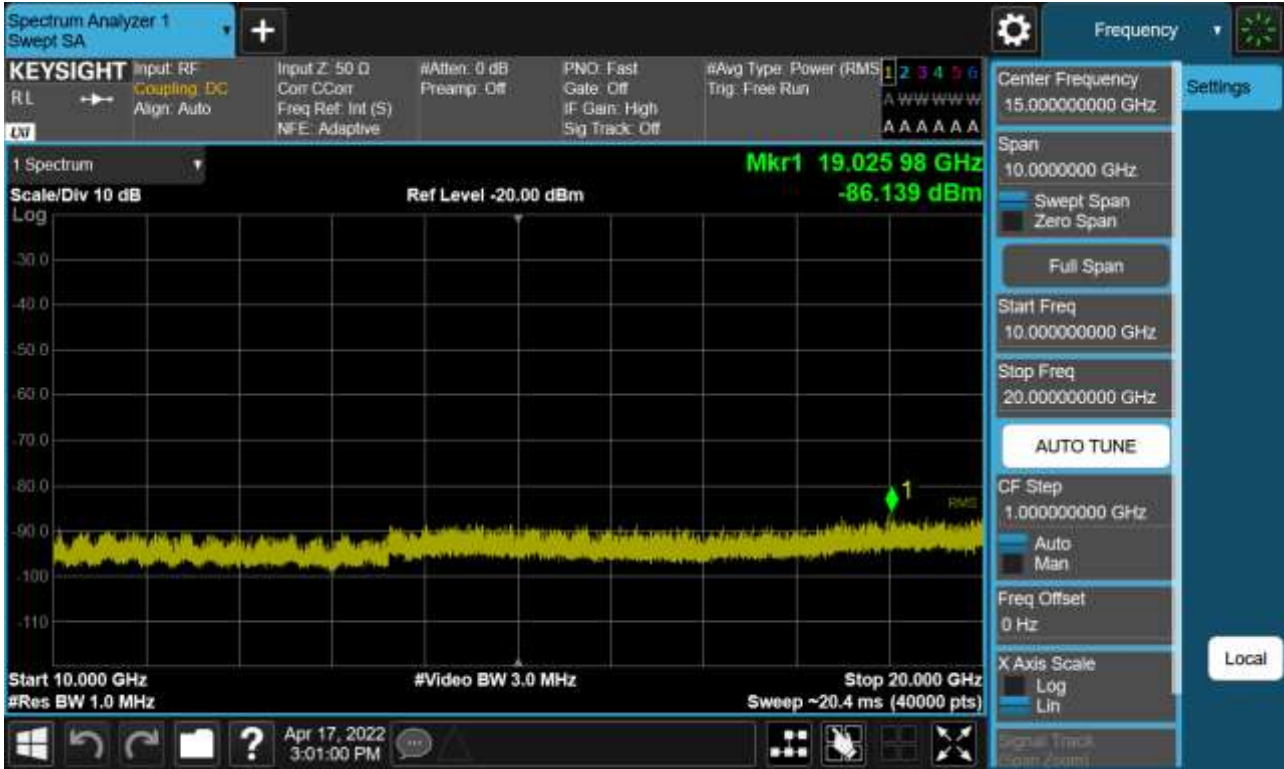 Spectrum Analyzer 1
Swept SA
Frequency
KEYSIGHT
RL
LXI
Input: RF
Coupling: DC
Align: Auto
Input Z: 50 Ω
Corr CCorr
Freq Ref: Int (S)
NFE: Adaptive
#Atten: 0 dB
Preamp: Off
PNO: Fast
Gate: Off
IF Gain: High
Sig Track: Off
#Avg Type: Power (RMS
Trig: Free Run
1 2 3 4 5 6
A W W W W W
A A A A A A
1 Spectrum
Scale/Div 10 dB
Ref Level -20.00 dBm
Mkr1 19.025 98 GHz
-86.139 dBm
Log
-30.0
-40.0
-50.0
-60.0
-70.0
-80.0
-90.0
-100
-110
1
RMS
Start 10.000 GHz
#Video BW 3.0 MHz
Stop 20.000 GHz
#Res BW 1.0 MHz
Sweep ~20.4 ms (40000 pts)
Center Frequency
15.000000000 GHz
Settings
Span
10.0000000 GHz
Swept Span
Zero Span
Full Span
Start Freq
10.000000000 GHz
Stop Freq
20.000000000 GHz
AUTO TUNE
CF Step
1.000000000 GHz
Auto
Man
Freq Offset
0 Hz
X Axis Scale
Log
Lin
Signal Track
(Span Zoom)
Local
?
Apr 17, 2022
3:01:00 PM